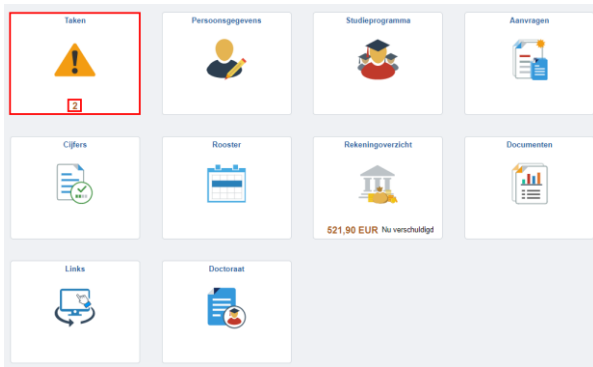 Taken
Persoonsgegevens
Studieprogramma
Aanvragen
2
Cijfers
Rooster
Rekeningoverzicht
Documenten
521,90 EUR Nu verschuldigd
Links
Doctoraat